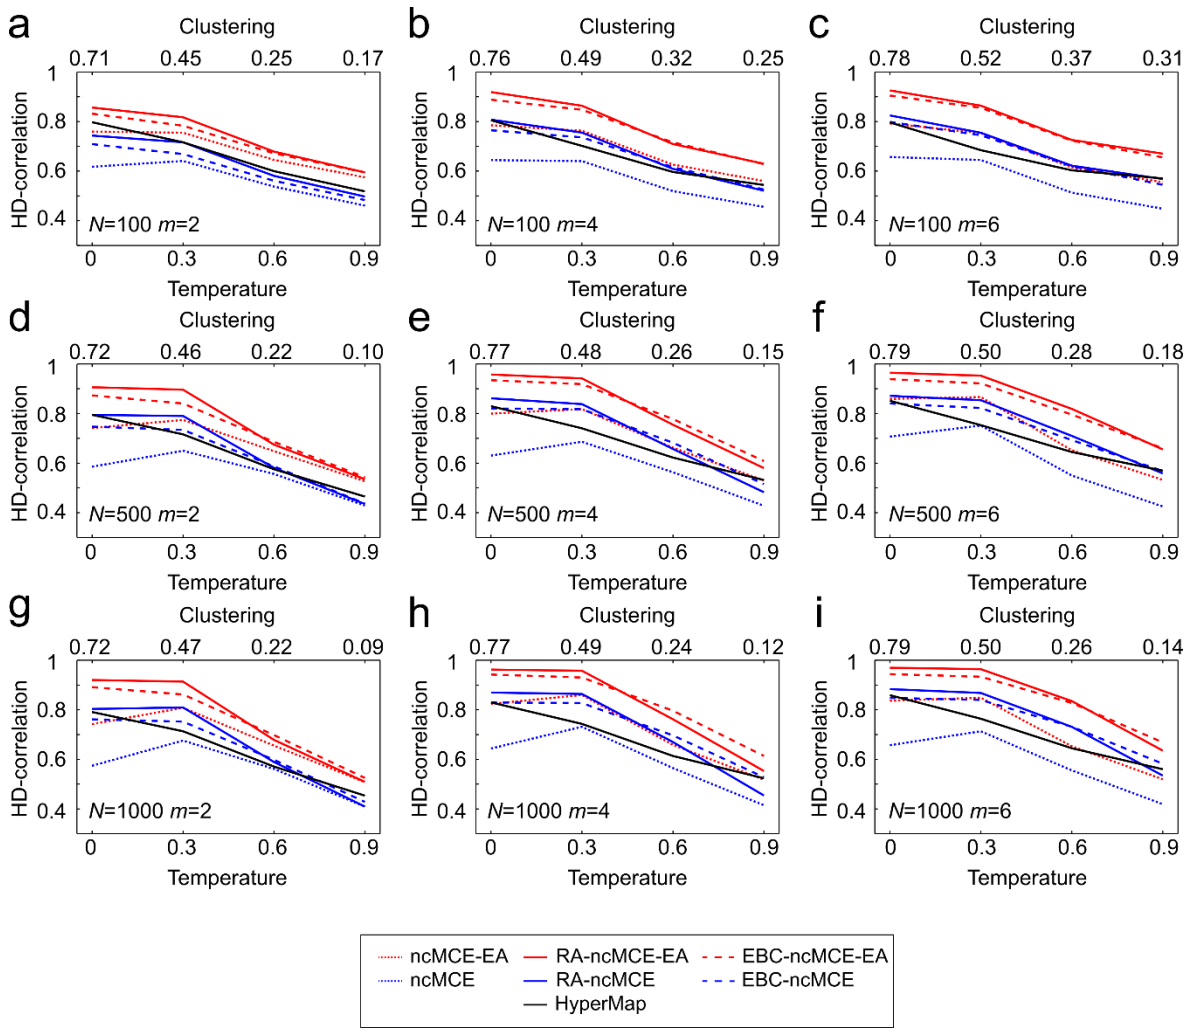 a
Clustering
0.71 0.45 0.25 0.17
HD-correlation
1
0.8
0.6
0.4
N=100 m=2
0 0.3 0.6 0.9
Temperature
b
Clustering
0.76 0.49 0.32 0.25
HD-correlation
1
0.8
0.6
0.4
N=100 m=4
0 0.3 0.6 0.9
Temperature
c
Clustering
0.78 0.52 0.37 0.31
HD-correlation
1
0.8
0.6
0.4
N=100 m=6
0 0.3 0.6 0.9
Temperature
d
Clustering
0.72 0.46 0.22 0.10
HD-correlation
1
0.8
0.6
0.4
N=500 m=2
0 0.3 0.6 0.9
Temperature
e
Clustering
0.77 0.48 0.26 0.15
HD-correlation
1
0.8
0.6
0.4
N=500 m=4
0 0.3 0.6 0.9
Temperature
f
Clustering
0.79 0.50 0.28 0.18
HD-correlation
1
0.8
0.6
0.4
N=500 m=6
0 0.3 0.6 0.9
Temperature
g
Clustering
0.72 0.47 0.22 0.09
HD-correlation
1
0.8
0.6
0.4
N=1000 m=2
0 0.3 0.6 0.9
Temperature
h
Clustering
0.77 0.49 0.24 0.12
HD-correlation
1
0.8
0.6
0.4
N=1000 m=4
0 0.3 0.6 0.9
Temperature
i
Clustering
0.79 0.50 0.26 0.14
HD-correlation
1
0.8
0.6
0.4
N=1000 m=6
0 0.3 0.6 0.9
Temperature
ncMCE-EA RA-ncMCE-EA EBC-ncMCE-EA
ncMCE RA-ncMCE EBC-ncMCE
HyperMap